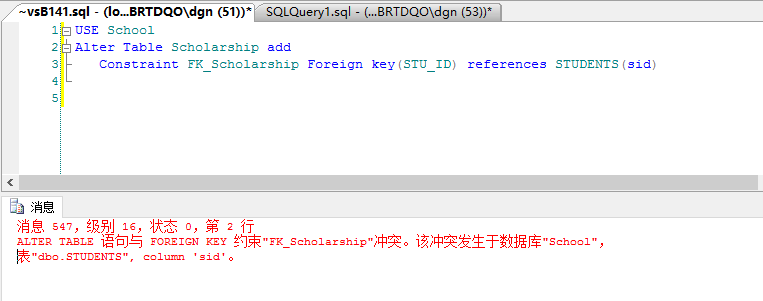 ~vsB141.sql - (lo...BRTDQO\dgn (51))* SQLQuery1.sql - (...BRTDQO\dgn (53))*
1 USE School
2 Alter Table Scholarship add
3 Constraint FK_Scholarship Foreign key(STU_ID) references STUDENTS(sid)
4
5
消息
消息 547，级别 16，状态 0，第 2 行
ALTER TABLE 语句与 FOREIGN KEY 约束"FK_Scholarship"冲突。该冲突发生于数据库"School"，
表"dbo.STUDENTS", column 'sid'。